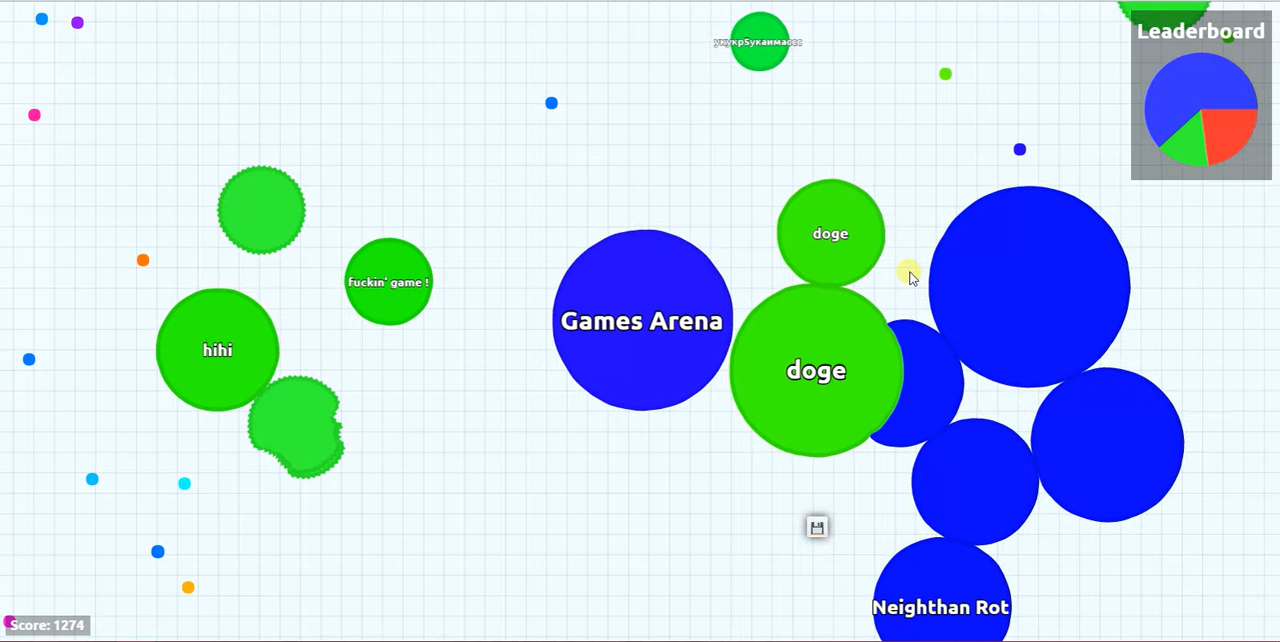 Leaderboard
doge
fuckin' game !
Games Arena
hihi
doge
Neighthan Rot
Score: 1274